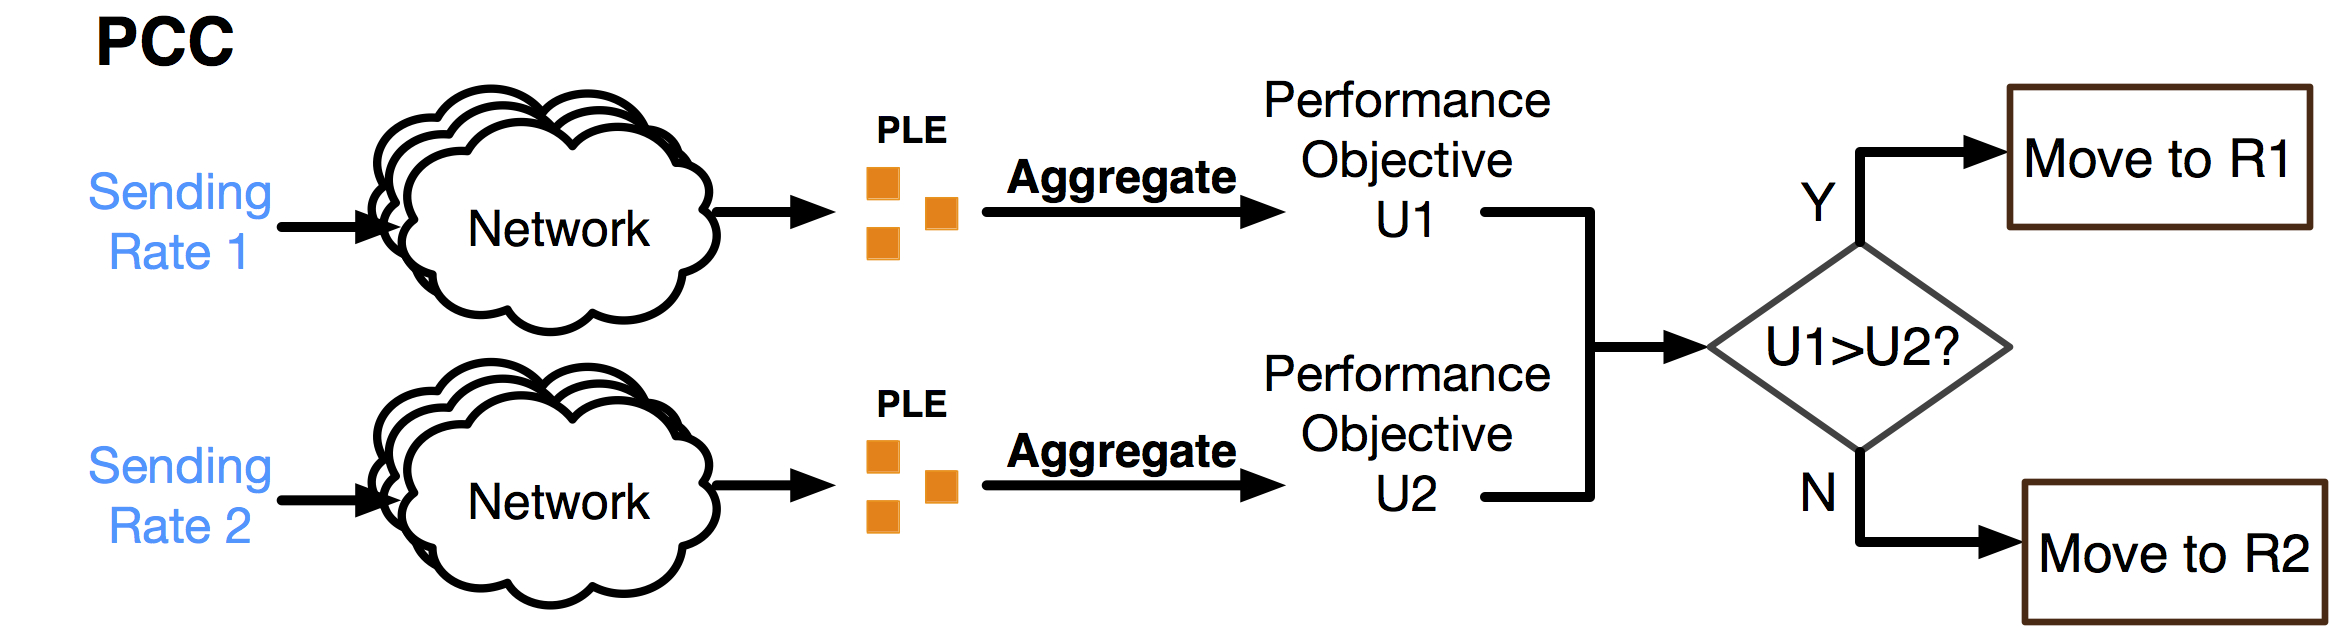 PCC
Sending
Rate 1
Network
PLE
Aggregate
Performance
Objective
U1
Sending
Rate 2
Network
PLE
Aggregate
Performance
Objective
U2
U1>U2?
Y
Move to R1
N
Move to R2